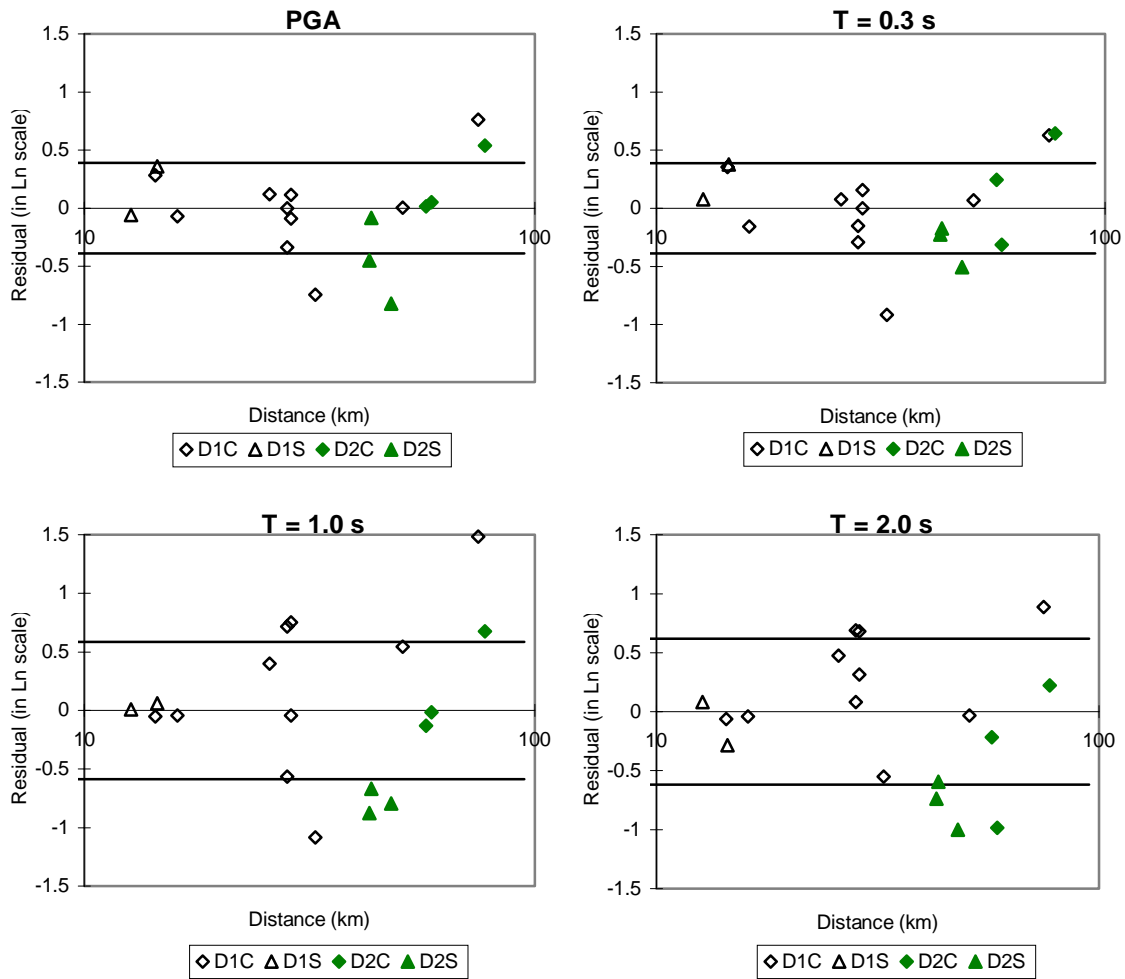 PGA
1.5
1
0.5
0
-0.5
-1
-1.5
10
100
Residual (in Ln scale)
Distance (km)
D1C D1S D2C D2S
T = 0.3 s
1.5
1
0.5
0
-0.5
-1
-1.5
10
100
Residual (in Ln scale)
Distance (km)
D1C D1S D2C D2S
T = 1.0 s
1.5
1
0.5
0
-0.5
-1
-1.5
10
100
Residual (in Ln scale)
Distance (km)
D1C D1S D2C D2S
T = 2.0 s
1.5
1
0.5
0
-0.5
-1
-1.5
10
100
Residual (in Ln scale)
Distance (km)
D1C D1S D2C D2S